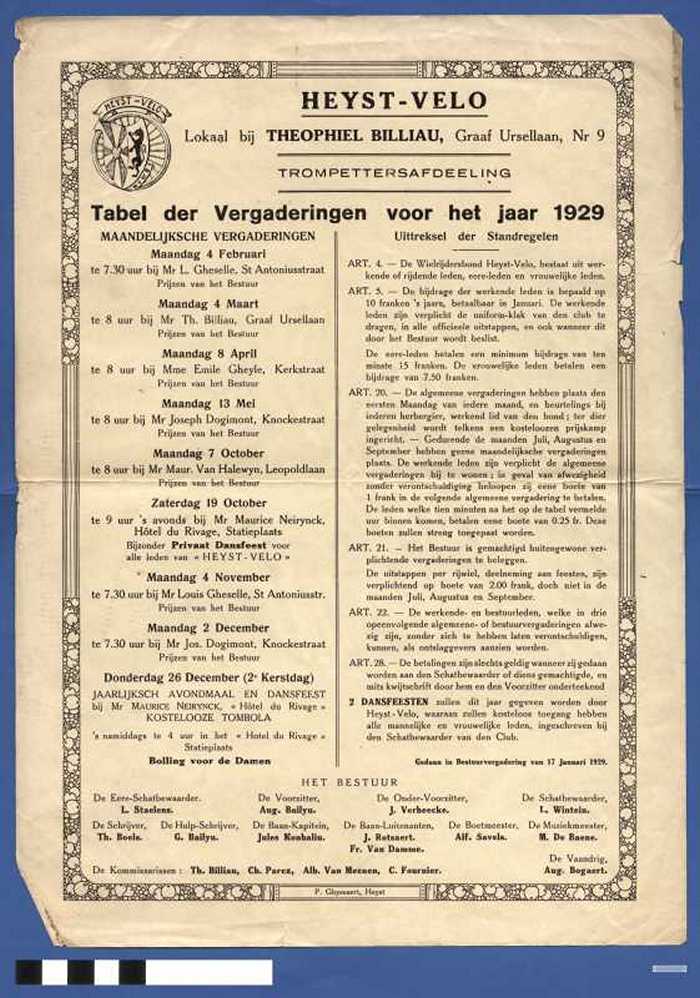 HEYST-VELO
HEYST-VELO
Lokaal bij THEOPHIEL BILLIAU, Graaf Ursellaan, Nr 9
TROMPETTERSAFDEELING
Tabel der Vergaderingen voor het jaar 1929
MAANDELIJKSCHE VERGADERINGEN
Maandag 4 Februari
te 7.30 uur bij Mr L. Gheselle, St Antoniusstraat
Prijzen van het Bestuur
Maandag 4 Maart
te 8 uur bij Mr Th. Billiau, Graaf Ursellaan
Prijzen van het Bestuur
Maandag 8 April
te 8 uur bij Mme Emile Gheyle, Kerkstraat
Prijzen van het Bestuur
Maandag 13 Mei
te 8 uur bij Mr Joseph Dogimont, Knockestraat
Prijzen van het Bestuur
Maandag 7 October
te 8 uur bij Mr Maur. Van Halewyn, Leopoldlaan
Prijzen van het Bestuur
Zaterdag 19 October
te 9 uur 's avonds bij Mr Maurice Neirynck,
Hôtel du Rivage, Statieplaats
Bijzonder Privaat Dansfeest voor
alle leden van « HEYST-VELO »
Maandag 4 November
te 7.30 uur bij Mr Louis Gheselle, St Antoniusstr.
Prijzen van het Bestuur
Maandag 2 December
te 7.30 uur bij Mr Jos. Dogimont, Knockestraat
Prijzen van het Bestuur
Donderdag 26 December (2e Kerstdag)
JAARLIJKSCH AVONDMAAL EN DANSFEEST
bij Mr MAURICE NEIRYNCK, « Hôtel du Rivage »
KOSTELOOZE TOMBOLA
's namiddags te 4 uur in het « Hotel du Rivage »
Statieplaats
Bolling voor de Damen
Uittreksel der Standregelen
ART. 4. — De Wielrijdersbond Heyst-Velo, bestaat uit wer-
kende of rijdende leden, eere-leden en vrouwelijke leden.
ART. 5. — De bijdrage der werkende leden is bepaald op
10 franken 's jaars, betaalbaar in Januari. De werkende
leden zijn verplicht de uniform-klak van den club te
dragen, in alle officieele uitstappen, en ook wanneer dit
door het Bestuur wordt beslist.
De eere-leden betalen een minimum bijdrage van ten
minste 15 franken. De vrouwelijke leden betalen een
bijdrage van 7.50 franken.
ART. 20. — De algemeene vergaderingen hebben plaats den
eersten Maandag van iedere maand, en beurtelings bij
iederen herbergier, werkend lid van den bond; ter dier
gelegenheid wordt telkens een kosteloozen prijskamp
ingericht. — Gedurende de maanden Juli, Augustus en
September hebben geene maandelijksche vergaderingen
plaats. De werkende leden zijn verplicht de algemeene
vergaderingen bij te wonen; in geval van afwezigheid
zonder verontschuldiging beloopen zij eene boete van
1 frank in de volgende algemeene vergadering te betalen.
De leden welke tien minuten na het op de tabel vermelde
uur binnen komen, betalen eene boete van 0.25 fr. Deze
boeten zullen streng toegepast worden.
ART. 21. — Het Bestuur is gemachtigd buitengewone ver-
plichtende vergaderingen te beleggen.
De uitstappen per rijwiel, deelneming aan feesten, zijn
verplichtend op boete van 2.00 frank, doch niet in de
maanden Juli, Augustus en September.
ART. 22. — De werkende- en bestuurleden, welke in drie
opeenvolgende algemeene- of bestuurvergaderingen afwe-
zig zijn, zonder zich te hebben laten verontschuldigen,
kunnen, als ontslaggevers aanzien worden.
ART. 28. — De betalingen zijn slechts geldig wanneer zij gedaan
worden aan den Schatbewaarder of diens gemachtigde, en
mits kwijtschrift door hem en den Voorzitter onderteekend
2 DANSFEESTEN zullen dit jaar gegeven worden door
Heyst-Velo, waaraan zullen kosteloos toegang hebben
alle mannelijke en vrouwelijke leden, ingeschreven bij
den Schatbewaarder van den Club.
Gedaan in Bestuurvergadering van 17 Januari 1929.
HET BESTUUR
De Eere-Schatbewaarder. De Voorzitter, De Onder-Voorzitter, De Schatbewaarder,
L. Staelens. Aug. Bailyu. J. Verheecke. L. Wintein.
De Schrijver, De Hulp-Schrijver, De Baan-Kapitein, De Baan-Luitenanten, De Boetmeester, De Muziekmeester,
Th. Boels. G. Bailyu. Jules Konbaliu. J. Rotsaert. Alf. Savels. M. De Baene.
Fr. Van Damme.
De Vaandrig,
De Kommissarissen : Th. Billiau, Ch. Parez, Alb. Van Meenen, C. Fournier. Aug. Bogaert.
P. Gheysaert, Heyst